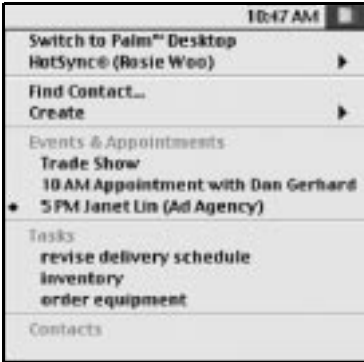 10:47 AM
Switch to Palm™ Desktop
HotSync® (Rosie Woo)
Find Contact...
Create
Events & Appointments
Trade Show
10 AM Appointment with Dan Gerhard
5 PM Janet Lin (Ad Agency)
Tasks
revise delivery schedule
inventory
order equipment
Contacts